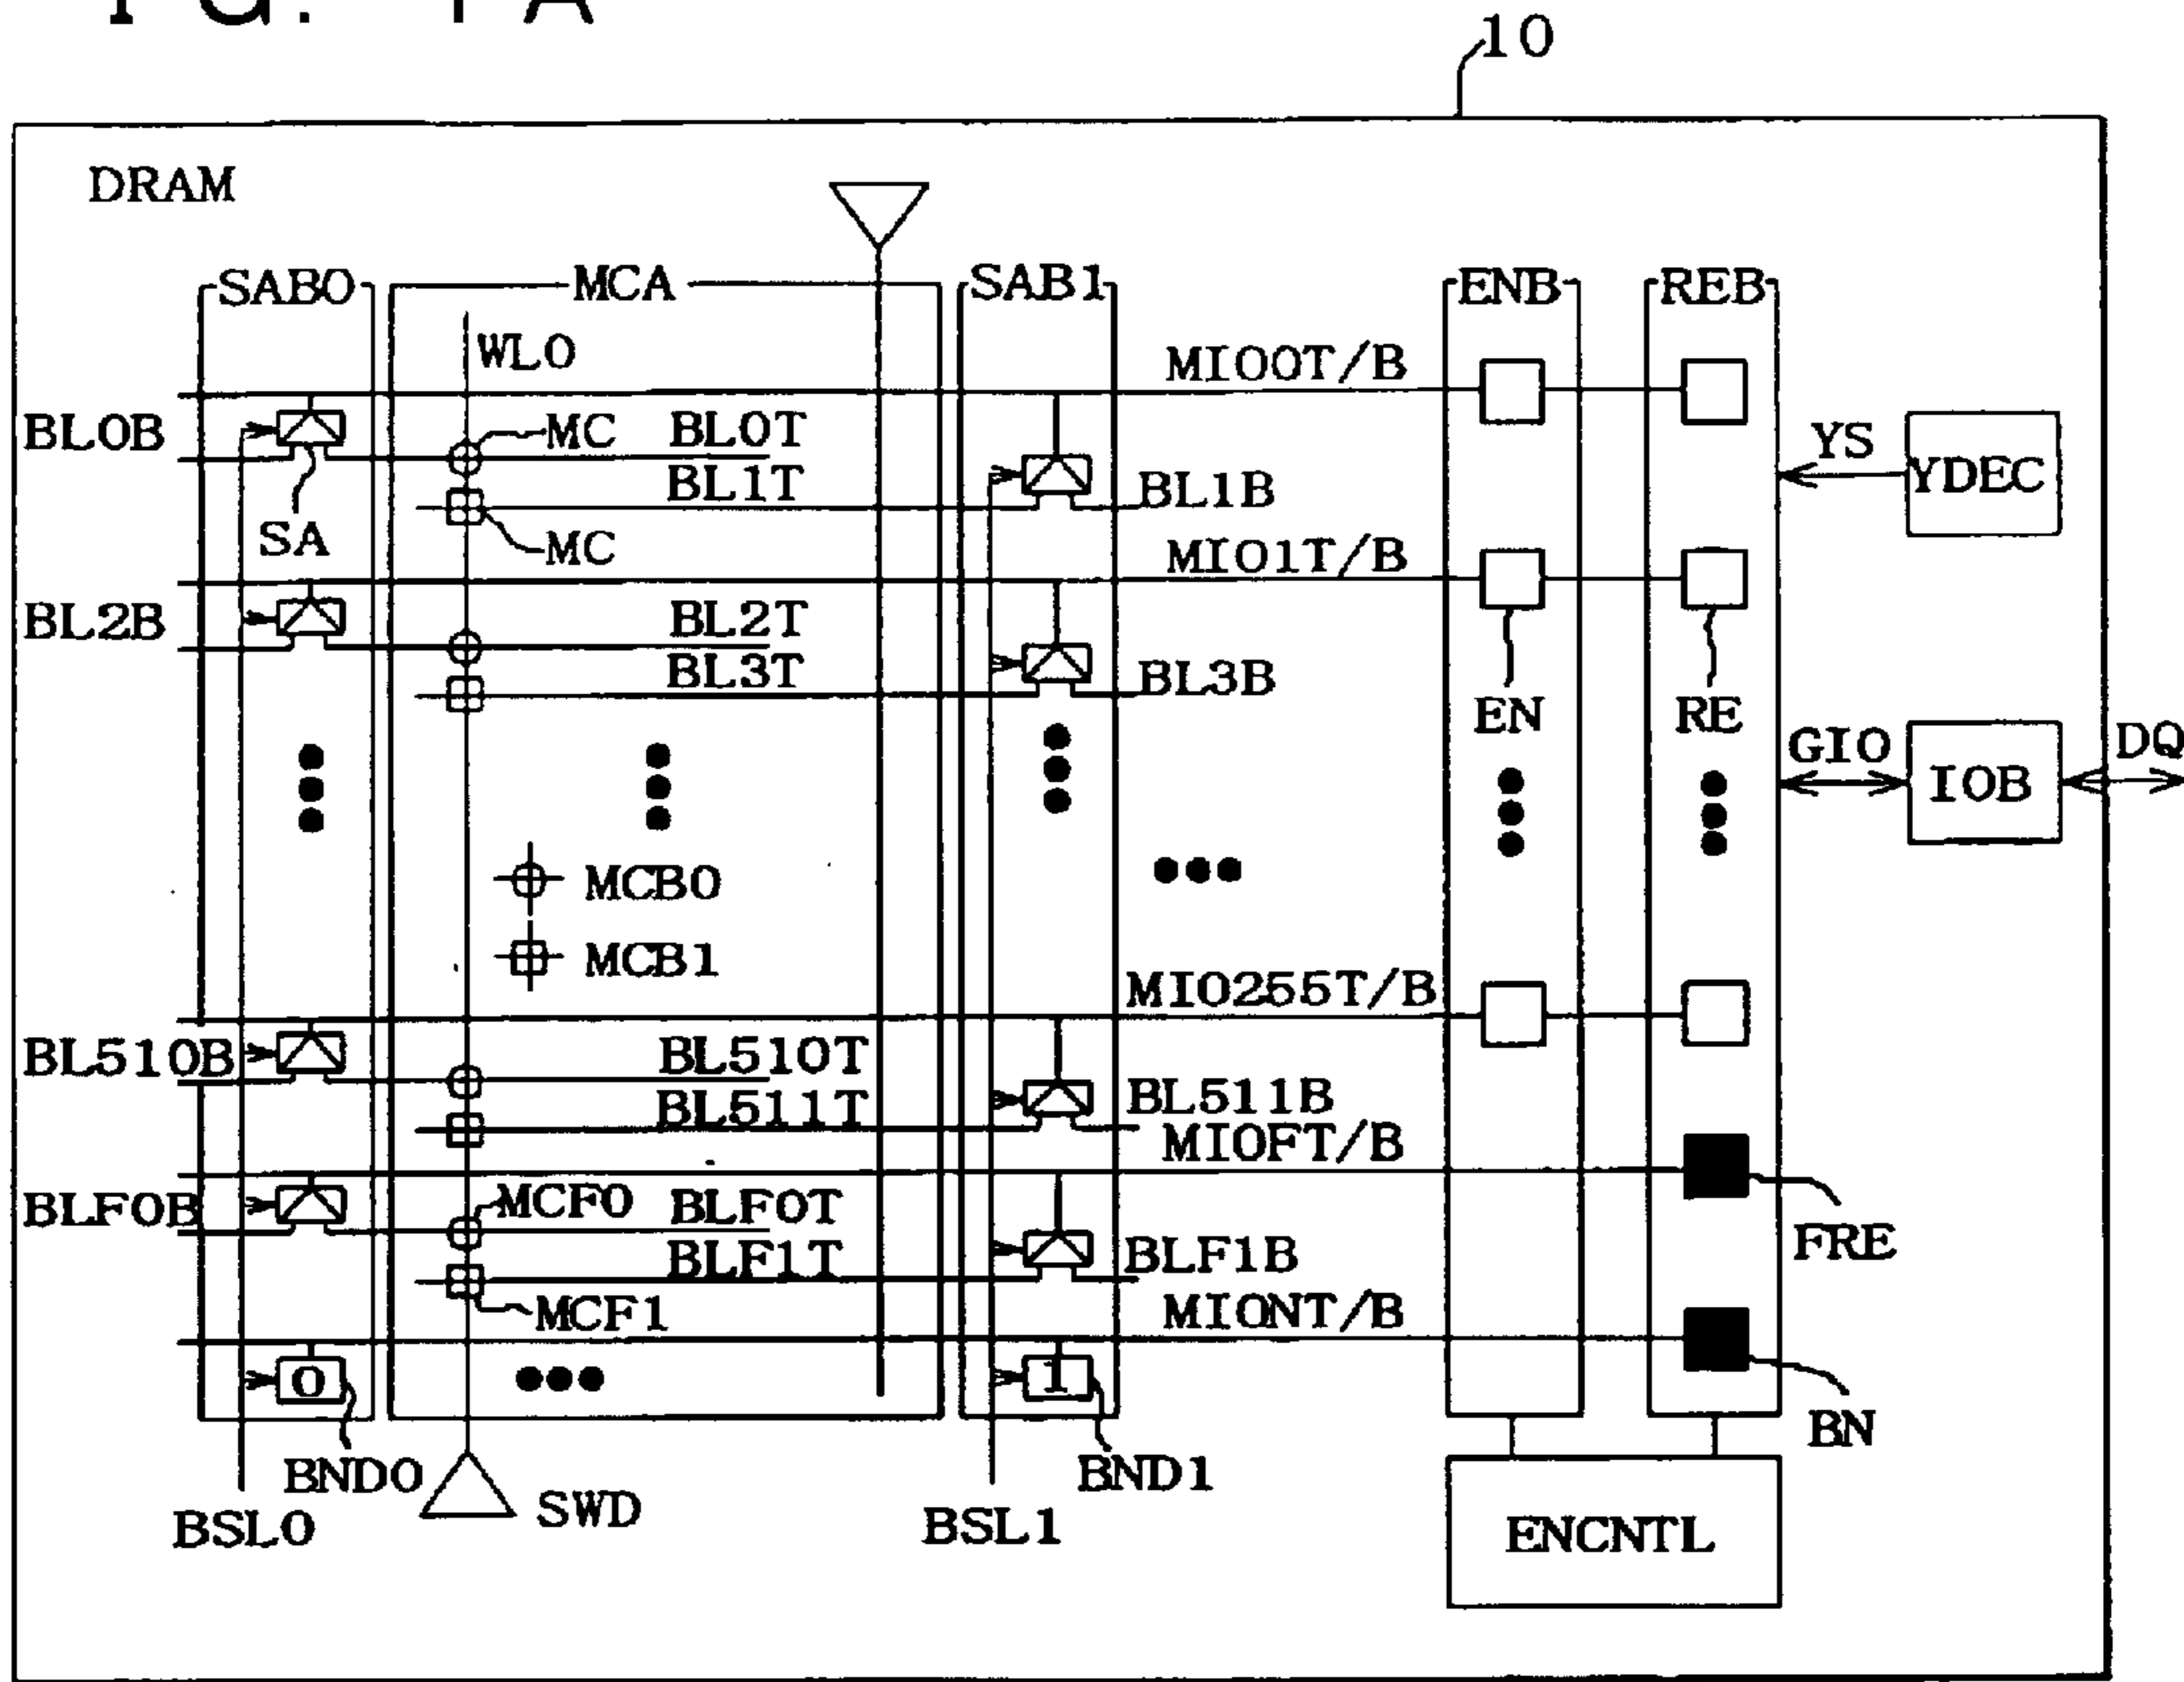 FG. 1A
10
DRAM
SAB0
MCA
SAB1
ENB
REB
WL0
MIO0T/B
BL0B
MC
BL0T
YS
YDEC
BL1T
BL1B
SA
MC
MIO1T/B
BL2B
BL2T
BL3T
BL3B
EN
RE
GIO
IOB
DQ
MCB0
MCB1
MIO255T/B
BL510B
BL510T
BL511T
BL511B
MIOFT/B
BLF0B
MCF0
BLF0T
FRE
BLF1T
BLF1B
MCF1
MIONT/B
0
1
BN
BND0
BND1
BSL0
SWD
BSL1
ENCNTL